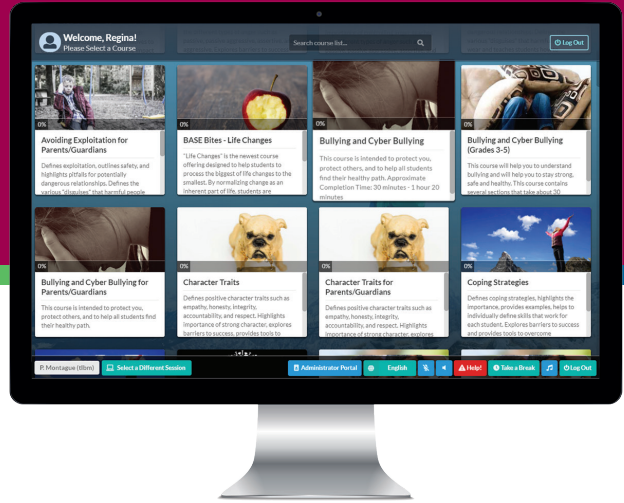 Welcome, Regina!
Please Select a Course
Search course list...
Log Out
0%
Avoiding Exploitation for
Parents/Guardians
Defines exploitation, outlines safety, and
highlights pitfalls for potentially
dangerous relationships. Defines the
various "disguises" that harmful people
0%
BASE Bites - Life Changes
"Life Changes" is the newest course
offering designed to help students to
process the biggest of life changes to the
smallest. By normalizing change as an
inherent part of life, students are
0%
Bullying and Cyber Bullying
This course is intended to protect you,
protect others, and to help all students
find their healthy path. Approximate
Completion Time: 30 minutes - 1 hour 20
minutes
0%
Bullying and Cyber Bullying
(Grades 3-5)
This course will help you to understand
bullying and will help you to stay strong,
safe and healthy. This course contains
several sections that take about 30
0%
Bullying and Cyber Bullying for
Parents/Guardians
This course is intended to protect you,
protect others, and to help all students find
their healthy path.
0%
Character Traits
Defines positive character traits such as
empathy, honesty, integrity,
accountability, and respect. Highlights
importance of strong character, explores
barriers to success, provides tools to
0%
Character Traits for
Parents/Guardians
Defines positive character traits such as
empathy, honesty, integrity,
accountability, and respect. Highlights
importance of strong character, explores
0%
Coping Strategies
Defines coping strategies, highlights the
importance, provides examples, helps to
individually define skills that work for
each student. Explores barriers to success
and provides tools to overcome
P. Montague (tlbm)
Select a Different Session
Administrator Portal
English
Help!
Take a Break
Log Out